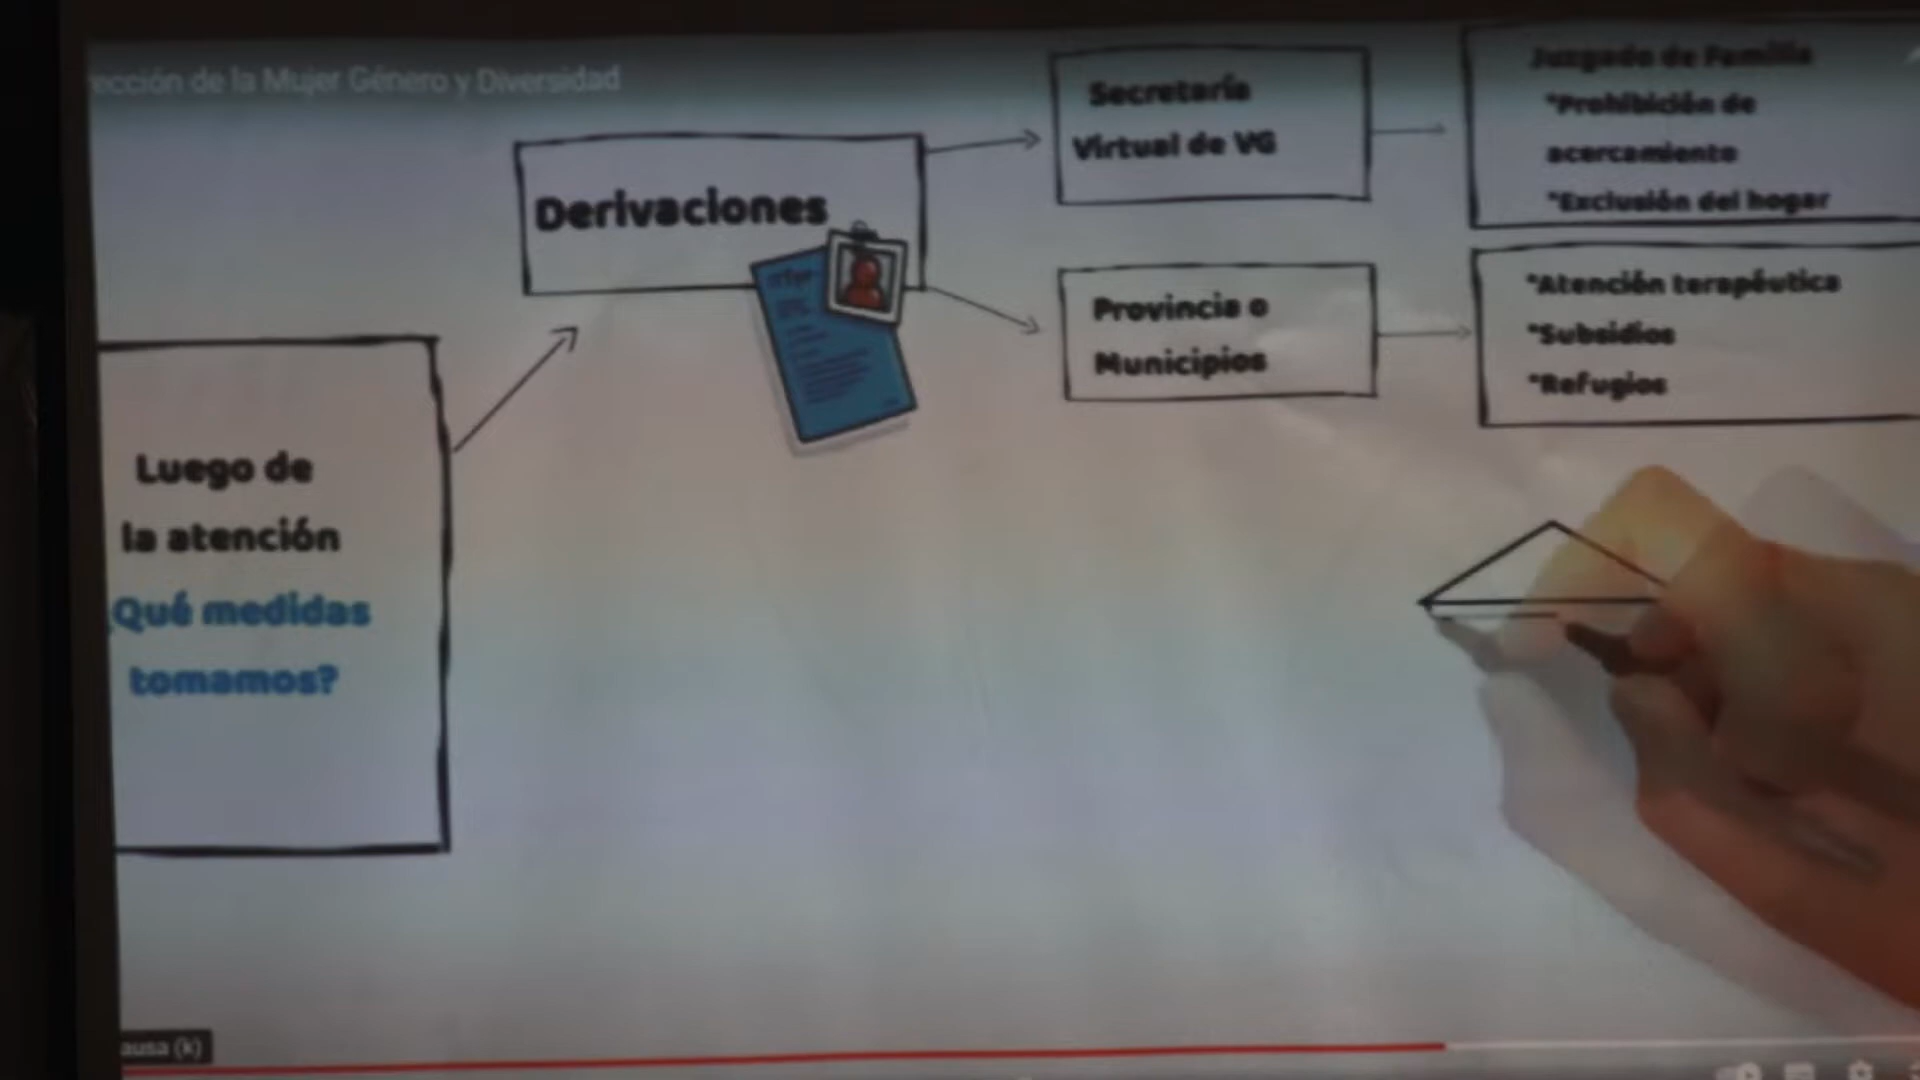 ección de la Mujer Género y Diversidad
Derivaciones
Secretaría
Virtual de VG
Juzgado de Familia
*Prohibición de
acercamiento
*Exclusión del hogar
Provincia o
Municipios
*Atención terapéutica
*Subsidios
*Refugios
Luego de
la atención
Qué medidas
tomamos?
ausa (k)